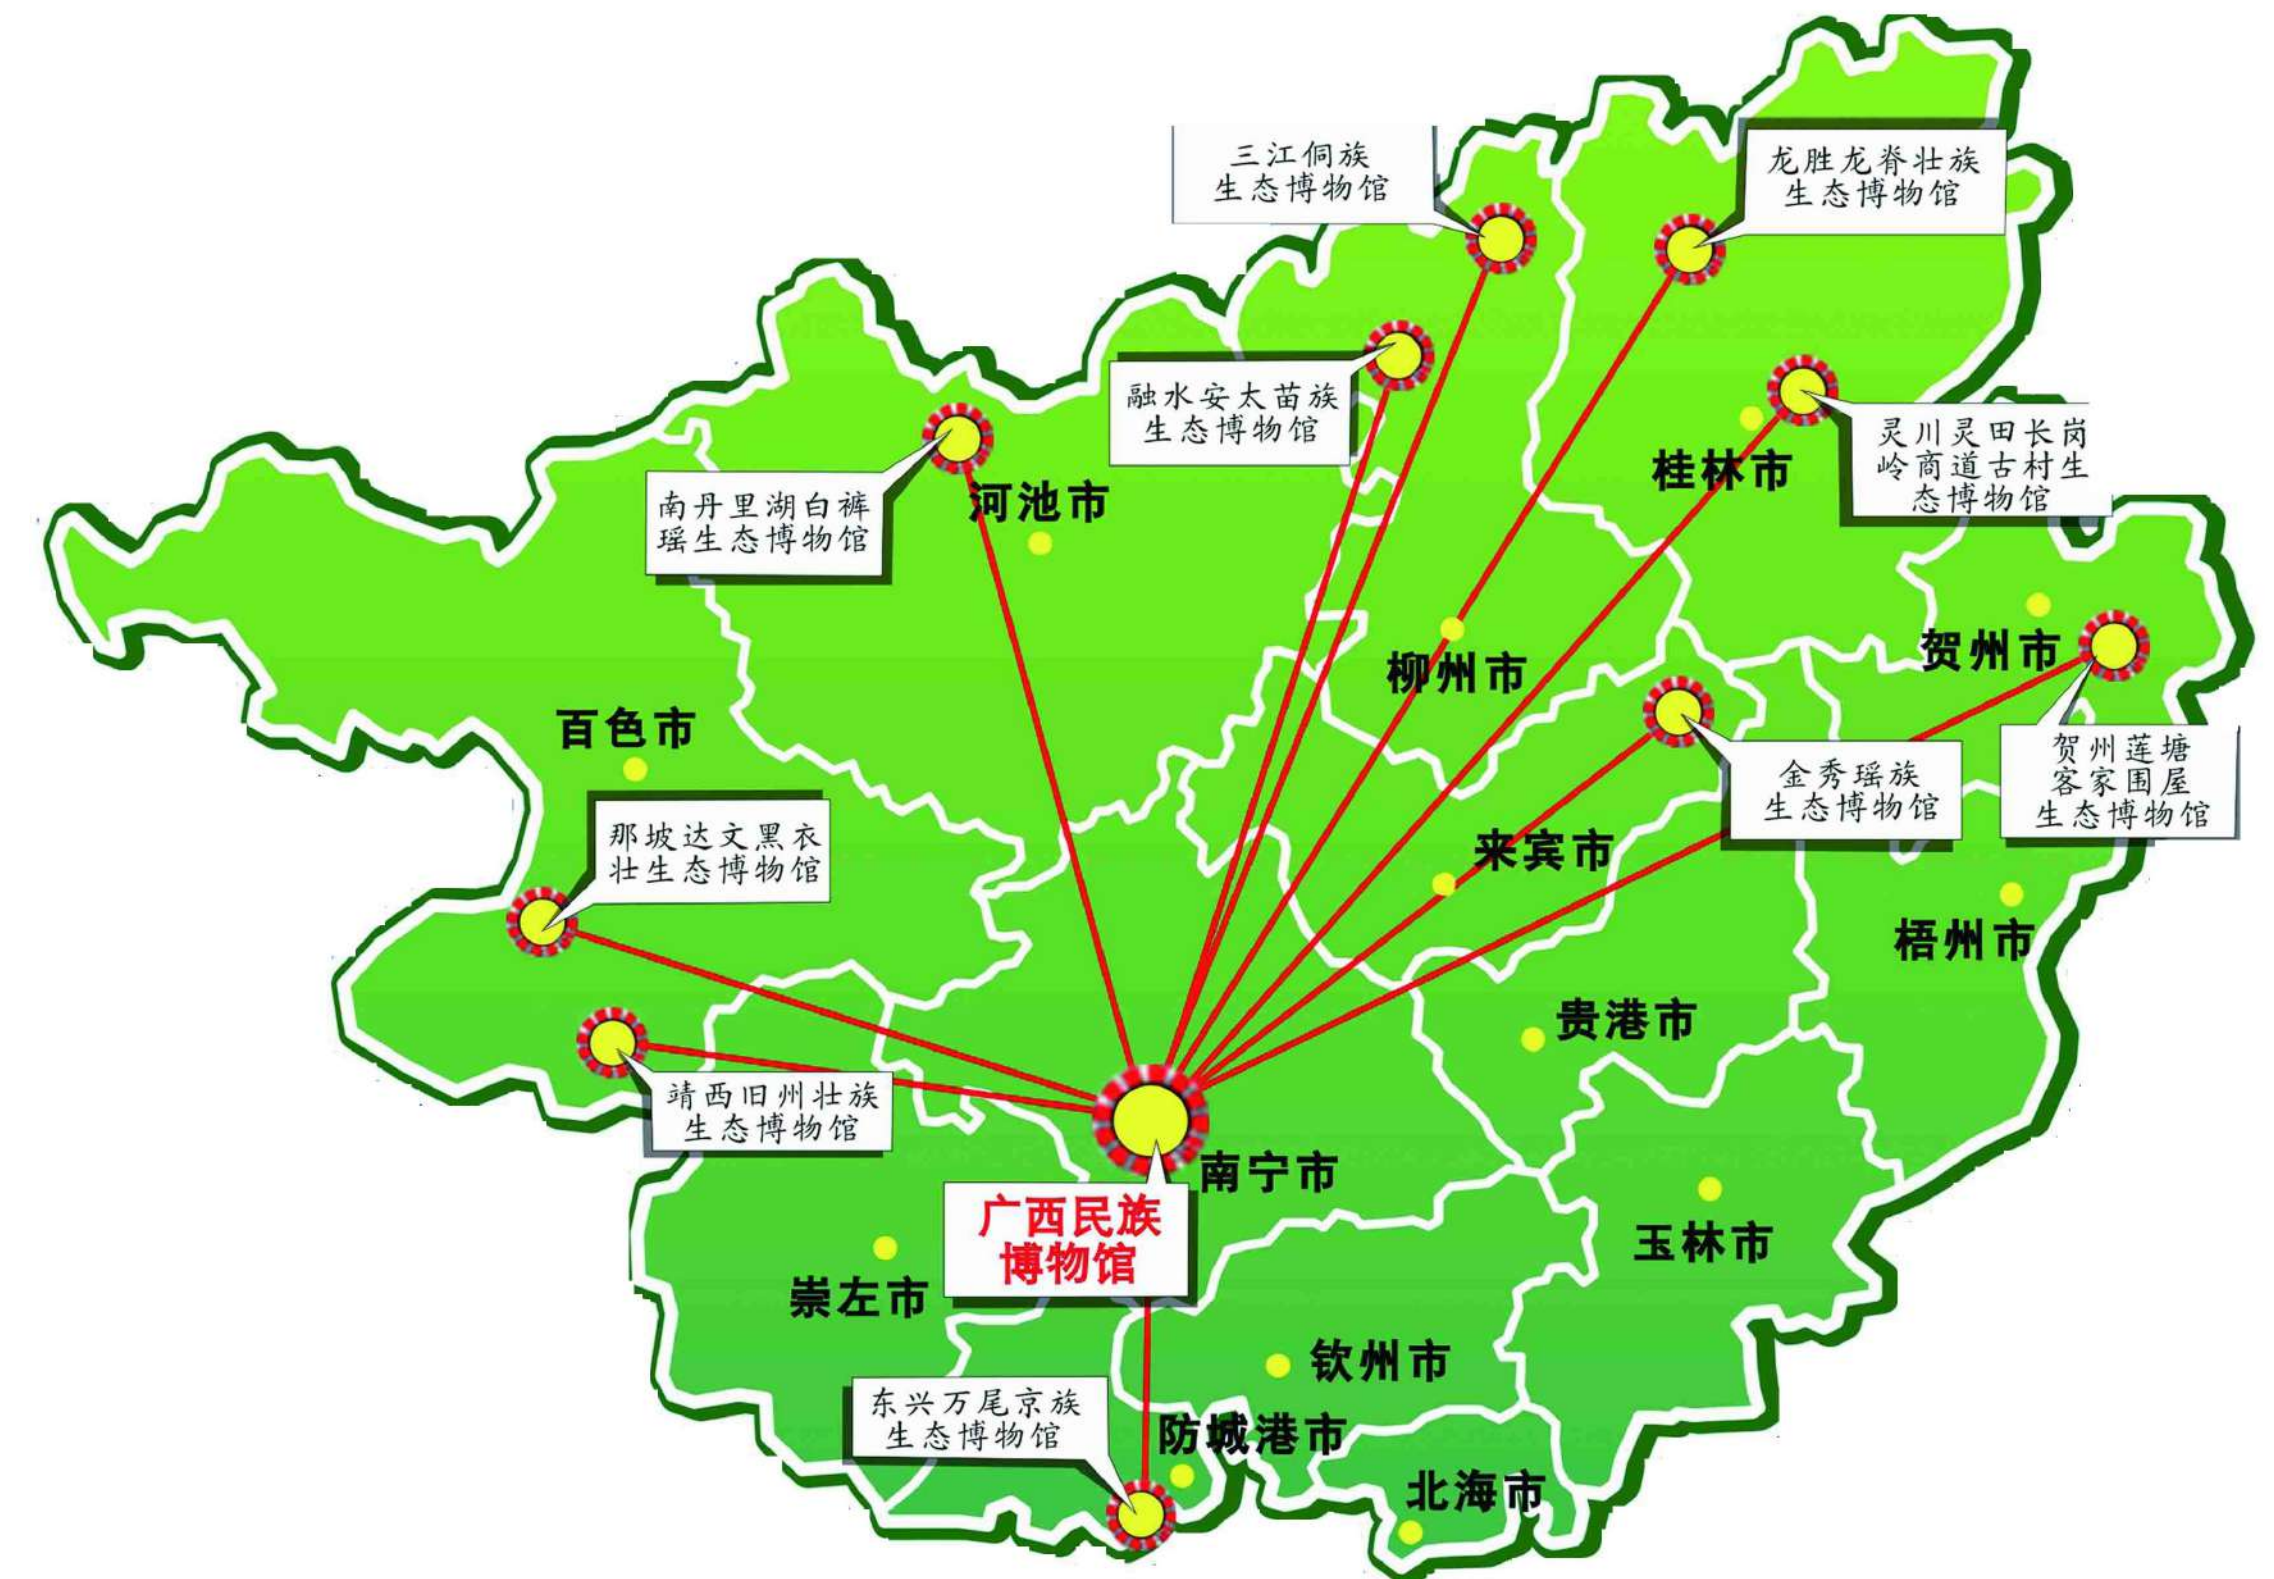 三江侗族
生态博物馆
龙胜龙脊壮族
生态博物馆
融水安太苗族
生态博物馆
灵川灵田长岗
岭商道古村生
态博物馆
桂林市
南丹里湖白裤
瑶生态博物馆
河池市
贺州市
柳州市
百色市
贺州莲塘
客家围屋
生态博物馆
金秀瑶族
生态博物馆
那坡达文黑衣
壮生态博物馆
来宾市
梧州市
贵港市
靖西旧州壮族
生态博物馆
南宁市
广西民族
博物馆
玉林市
崇左市
钦州市
东兴万尾京族
生态博物馆
防城港市
北海市